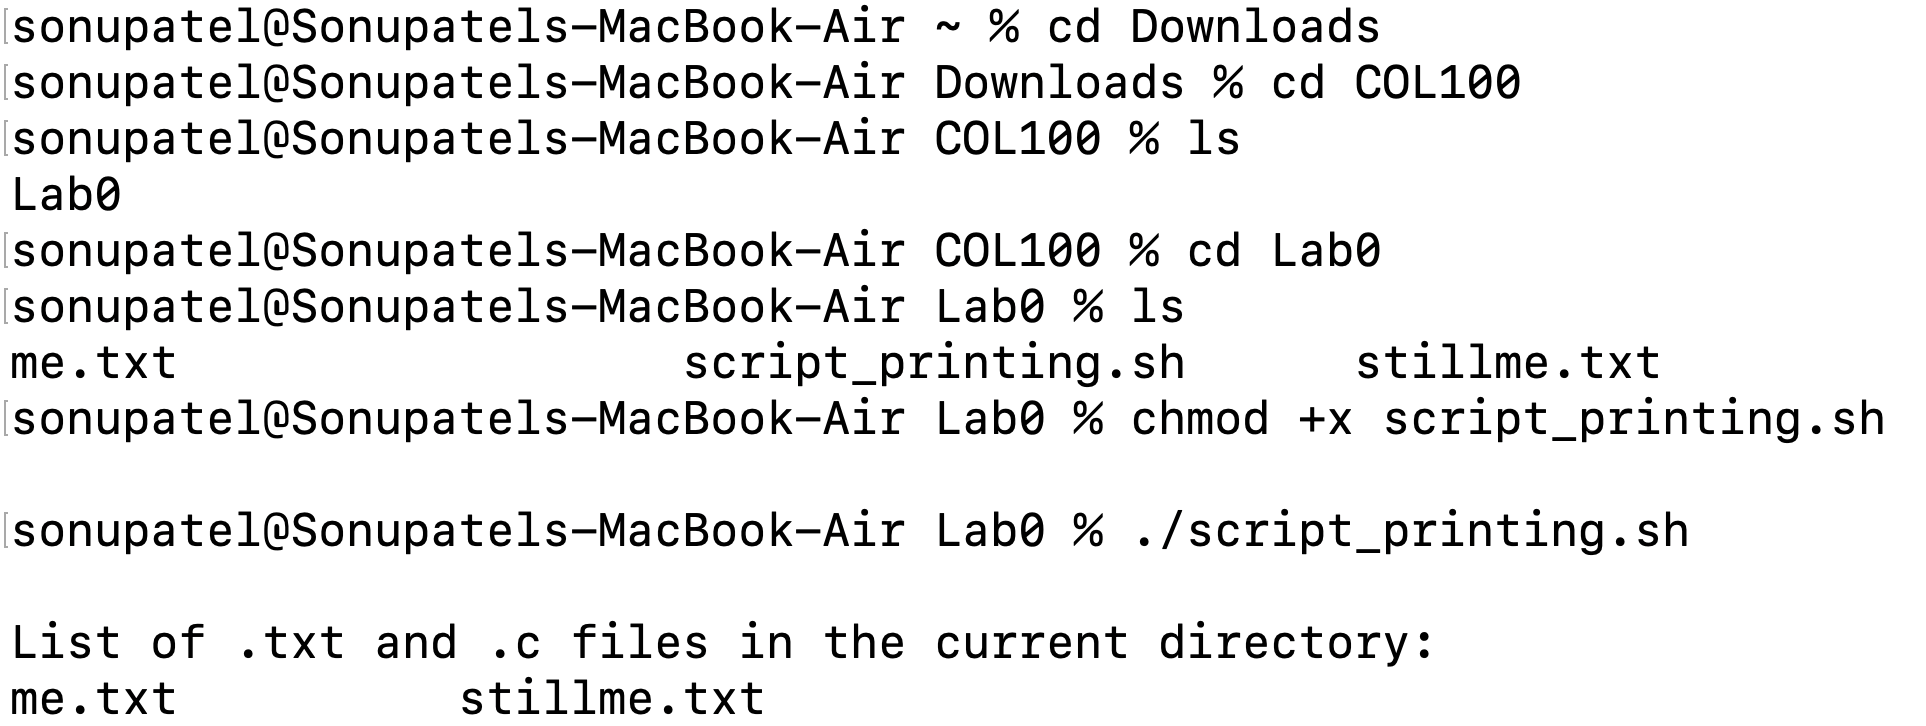 sonupatel@Sonupatels-MacBook-Air ~ % cd Downloads
sonupatel@Sonupatels-MacBook-Air Downloads % cd COL100
sonupatel@Sonupatels-MacBook-Air COL100 % ls
Lab0
sonupatel@Sonupatels-MacBook-Air COL100 % cd Lab0
sonupatel@Sonupatels-MacBook-Air Lab0 % ls
me.txt                  script_printing.sh      stillme.txt
sonupatel@Sonupatels-MacBook-Air Lab0 % chmod +x script_printing.sh
sonupatel@Sonupatels-MacBook-Air Lab0 % ./script_printing.sh
List of .txt and .c files in the current directory:
me.txt          stillme.txt